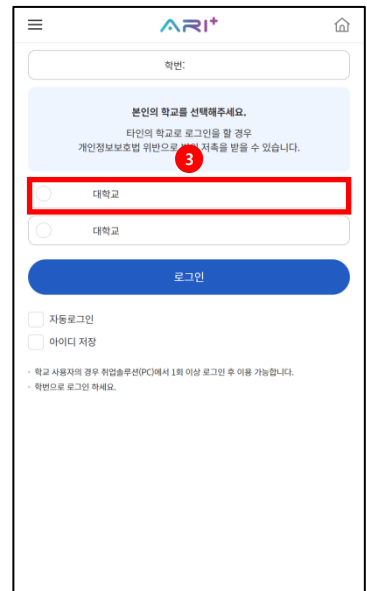 ARI+
학번:
본인의 학교를 선택해주세요.
타인의 학교로 로그인을 할 경우
개인정보보호법 위반으로 저촉을 받을 수 있습니다.
3
대학교
대학교
로그인
자동로그인
아이디 저장
- 학교 사용자의 경우 취업솔루션(PC)에서 1회 이상 로그인 후 이용 가능합니다.
- 학번으로 로그인 하세요.